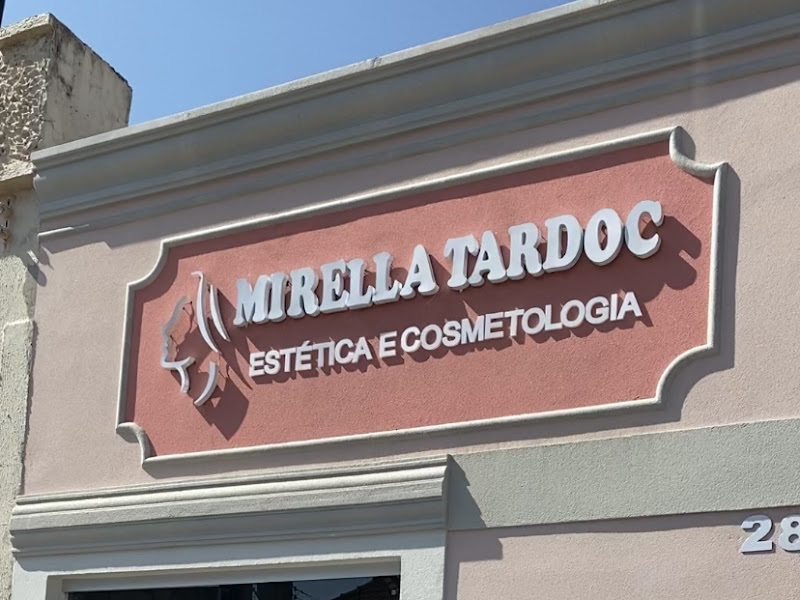 MIRELLA TARDOC
ESTÉTICA E COSMETOLOGIA
28